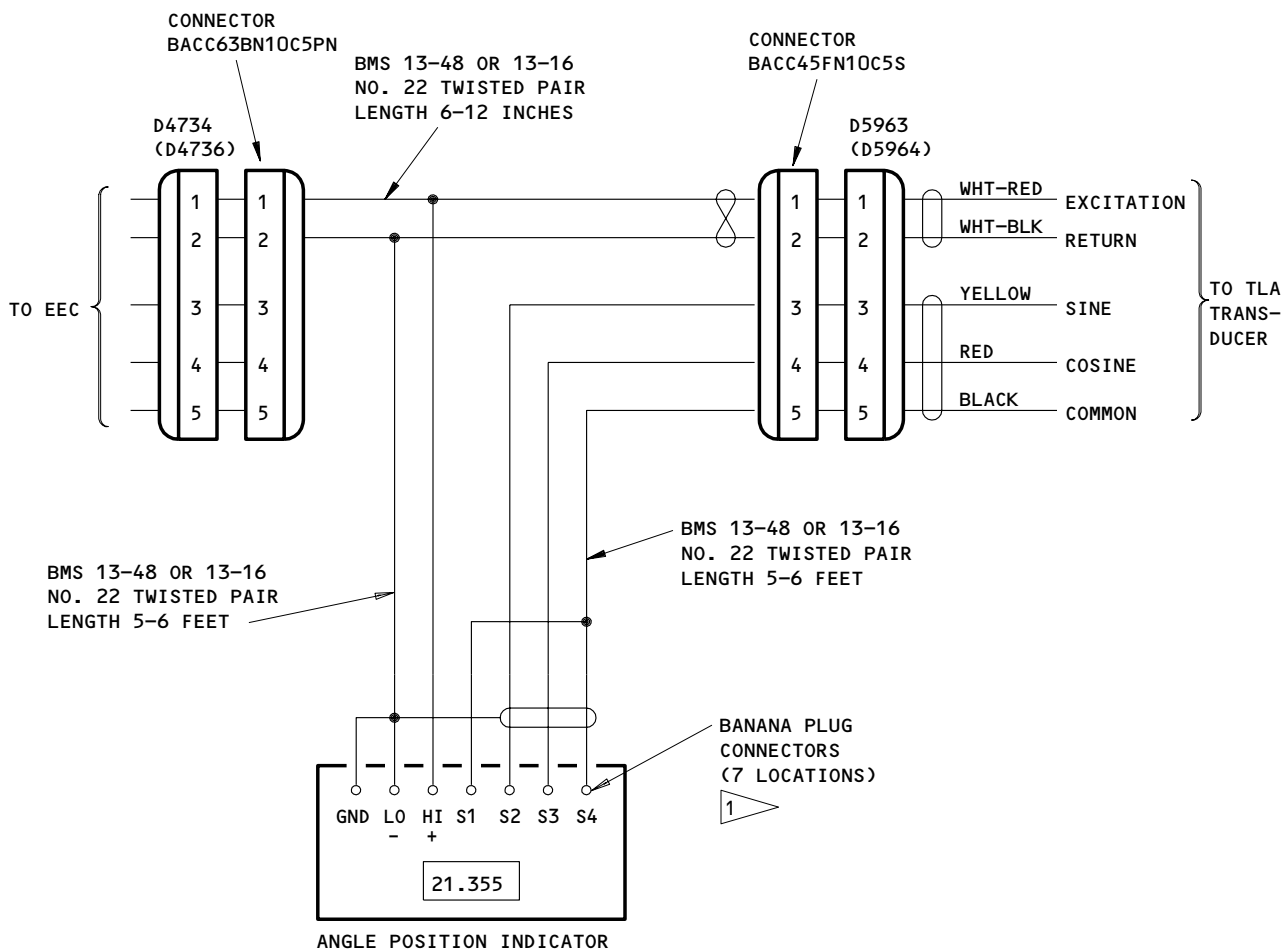 CONNECTOR
BACC63BN10C5PN
BMS 13-48 OR 13-16
NO. 22 TWISTED PAIR
LENGTH 6-12 INCHES
CONNECTOR
BACC45FN10C5S
D4734
(D4736)
D5963
(D5964)
1 1 1 1 WHT-RED EXCITATION
2 2 2 2 WHT-BLK RETURN
TO EEC 3 3 3 3 YELLOW SINE
4 4 4 4 RED COSINE
5 5 5 5 BLACK COMMON
TO TLA
TRANS-
DUCER
BMS 13-48 OR 13-16
NO. 22 TWISTED PAIR
LENGTH 5-6 FEET
BMS 13-48 OR 13-16
NO. 22 TWISTED PAIR
LENGTH 5-6 FEET
BANANA PLUG
CONNECTORS
(7 LOCATIONS)
1
GND LO HI S1 S2 S3 S4
- +
21.355
ANGLE POSITION INDICATOR